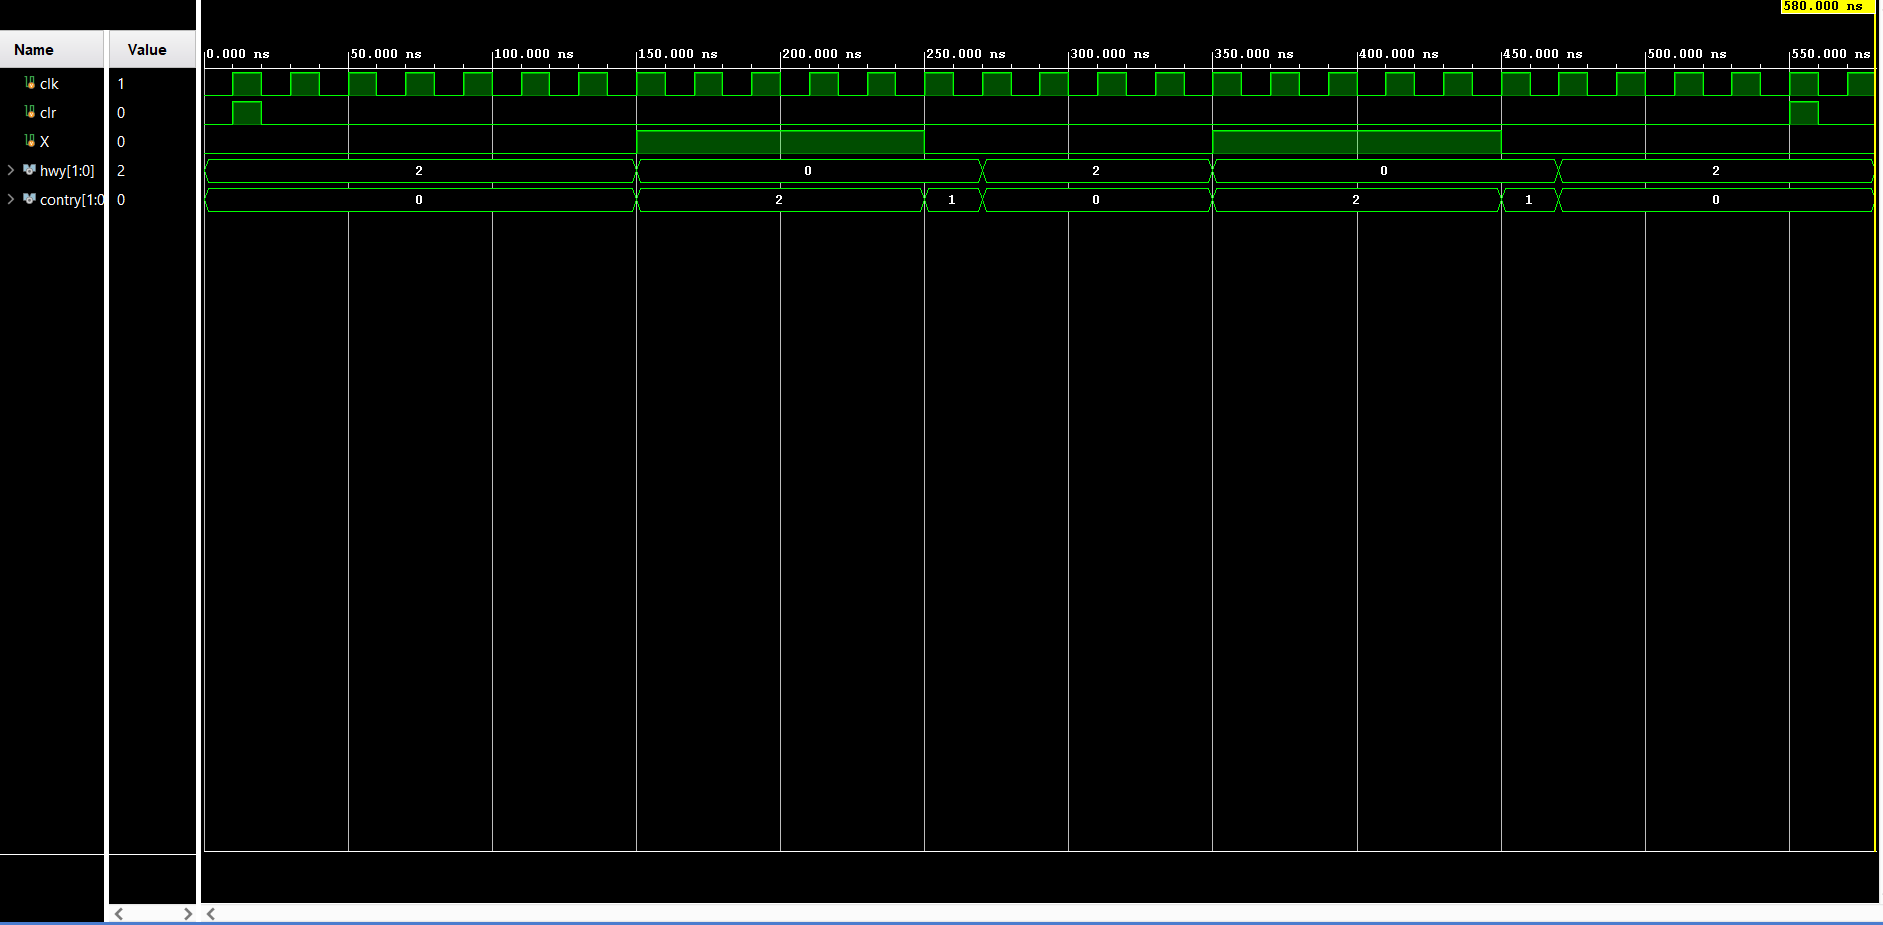 580.000 ns
Name Value
0.000 ns 50.000 ns 100.000 ns 150.000 ns 200.000 ns 250.000 ns 300.000 ns 350.000 ns 400.000 ns 450.000 ns 500.000 ns 550.000 ns
clk 1
clr 0
X 0
hwy[1:0] 2 2 0 2 0 2
contry[1:0 0 0 2 1 0 2 1 0